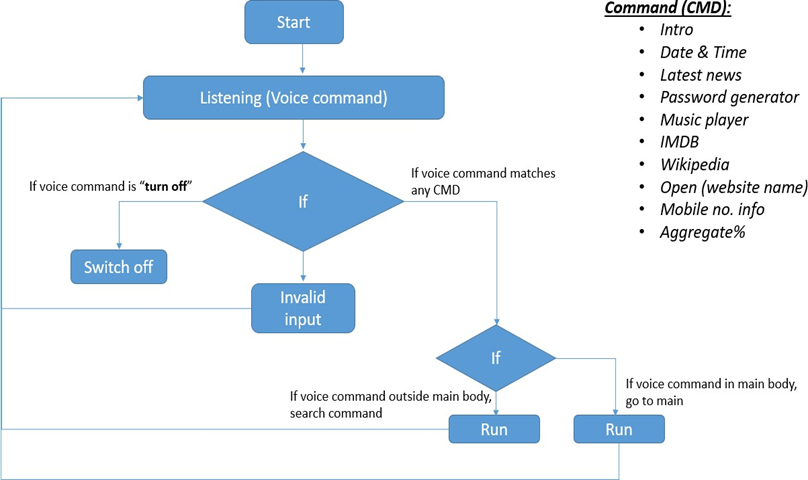 Start
Command (CMD):
• Intro
• Date & Time
• Latest news
• Password generator
• Music player
• IMDB
• Wikipedia
• Open (website name)
• Mobile no. info
• Aggregate%
Listening (Voice command)
If voice command is “turn off”
If
If voice command matches
any CMD
Switch off
Invalid
input
If
If voice command outside main body,
search command
If voice command in main body,
go to main
Run
Run